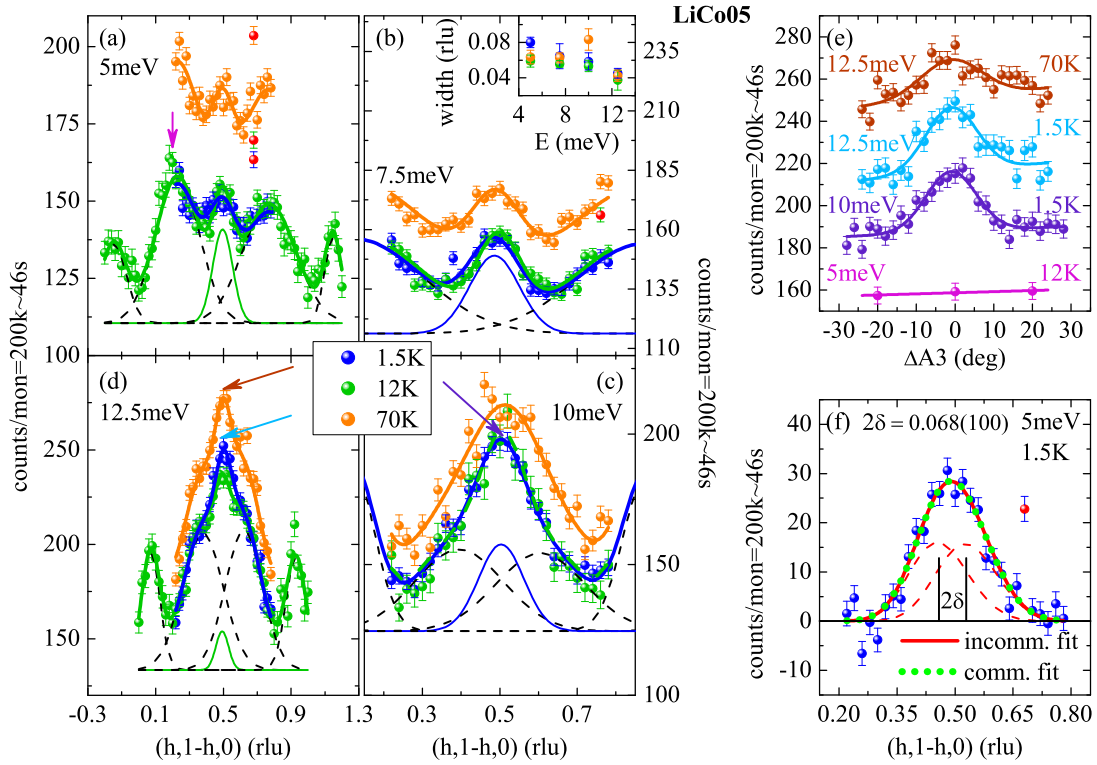 LiCo05
(a)
5meV
200
175
150
125
100
counts/mon=200k~46s
(b)
7.5meV
width (rlu)
0.08
0.04
4
8
12
E (meV)
235
210
185
160
135
110
counts/mon=200k~46s
(d)
12.5meV
300
250
200
150
-0.3
0.1
0.5
0.9
1.3
(h,1-h,0) (rlu)
1.5K
12K
70K
(c)
10meV
200
150
100
0.3
0.5
0.7
(h,1-h,0) (rlu)
(e)
12.5meV
70K
12.5meV
1.5K
10meV
1.5K
5meV
12K
280
260
240
220
200
180
160
counts/mon=200k~46s
-30
-20
-10
0
10
20
30
ΔA3 (deg)
(f)
2δ = 0.068(100)
5meV
1.5K
40
30
20
10
0
-10
counts/mon=200k~46s
2δ
incomm. fit
comm. fit
0.20
0.35
0.50
0.65
0.80
(h,1-h,0) (rlu)